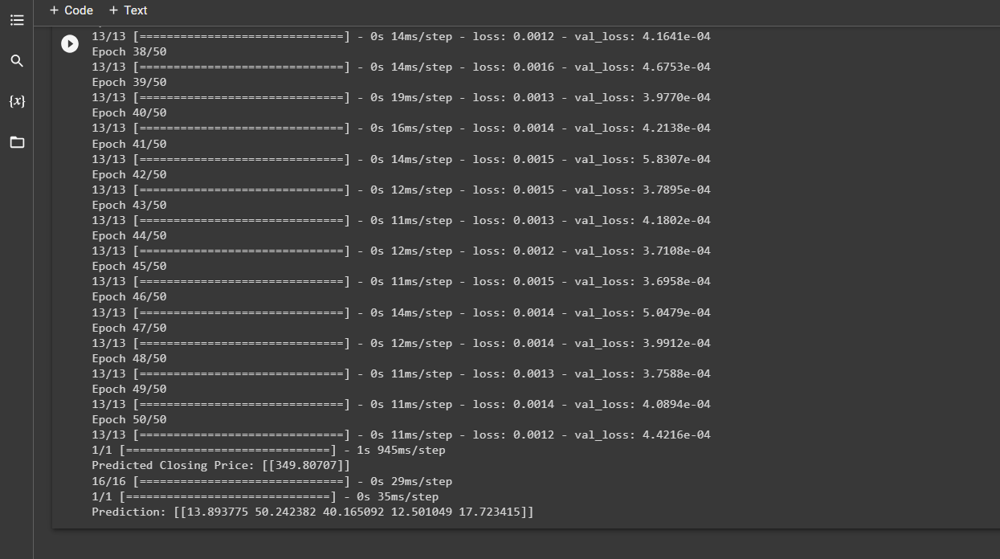 + Code + Text
13/13 [==============================] - 0s 14ms/step - loss: 0.0012 - val_loss: 4.1641e-04
Epoch 38/50
13/13 [==============================] - 0s 14ms/step - loss: 0.0016 - val_loss: 4.6753e-04
Epoch 39/50
13/13 [==============================] - 0s 19ms/step - loss: 0.0013 - val_loss: 3.9770e-04
Epoch 40/50
13/13 [==============================] - 0s 16ms/step - loss: 0.0014 - val_loss: 4.2138e-04
Epoch 41/50
13/13 [==============================] - 0s 14ms/step - loss: 0.0015 - val_loss: 5.8307e-04
Epoch 42/50
13/13 [==============================] - 0s 12ms/step - loss: 0.0015 - val_loss: 3.7895e-04
Epoch 43/50
13/13 [==============================] - 0s 11ms/step - loss: 0.0013 - val_loss: 4.1802e-04
Epoch 44/50
13/13 [==============================] - 0s 12ms/step - loss: 0.0012 - val_loss: 3.7108e-04
Epoch 45/50
13/13 [==============================] - 0s 11ms/step - loss: 0.0015 - val_loss: 3.6958e-04
Epoch 46/50
13/13 [==============================] - 0s 14ms/step - loss: 0.0014 - val_loss: 5.0479e-04
Epoch 47/50
13/13 [==============================] - 0s 12ms/step - loss: 0.0014 - val_loss: 3.9912e-04
Epoch 48/50
13/13 [==============================] - 0s 11ms/step - loss: 0.0013 - val_loss: 3.7588e-04
Epoch 49/50
13/13 [==============================] - 0s 11ms/step - loss: 0.0014 - val_loss: 4.0894e-04
Epoch 50/50
13/13 [==============================] - 0s 11ms/step - loss: 0.0012 - val_loss: 4.4216e-04
1/1 [==============================] - 1s 945ms/step
Predicted Closing Price: [[349.80707]]
16/16 [==============================] - 0s 29ms/step
1/1 [==============================] - 0s 35ms/step
Prediction: [[13.893775 50.242382 40.165092 12.501049 17.723415]]
{x}